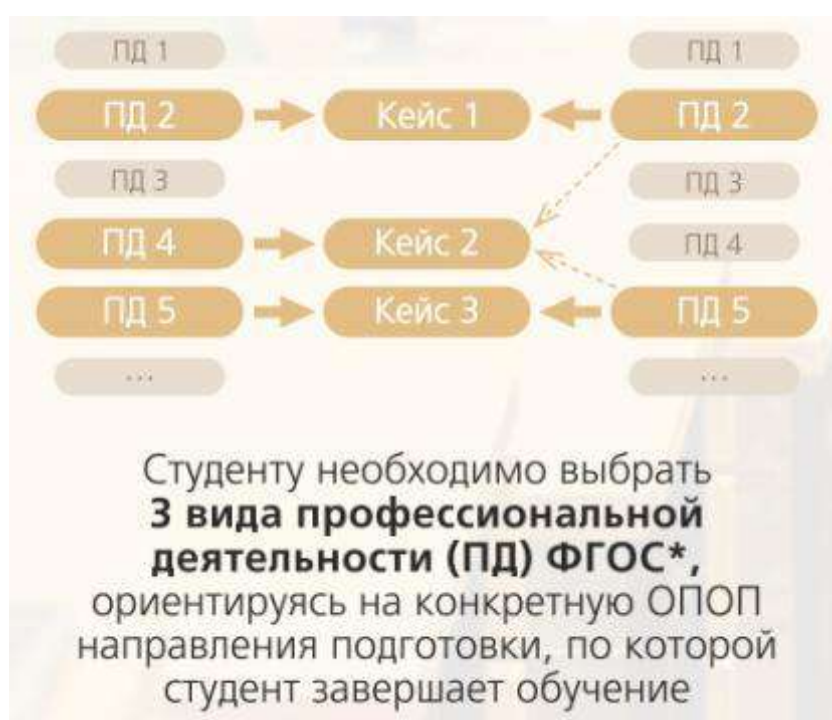 ПД 1 ПД 1
ПД 2 Кейс 1 ПД 2
ПД 3 ПД 3
ПД 4 Кейс 2 ПД 4
ПД 5 Кейс 3 ПД 5
... ...
Студенту необходимо выбрать
3 вида профессиональной
деятельности (ПД) ФГОС*,
ориентируясь на конкретную ОПОП
направления подготовки, по которой
студент завершает обучение